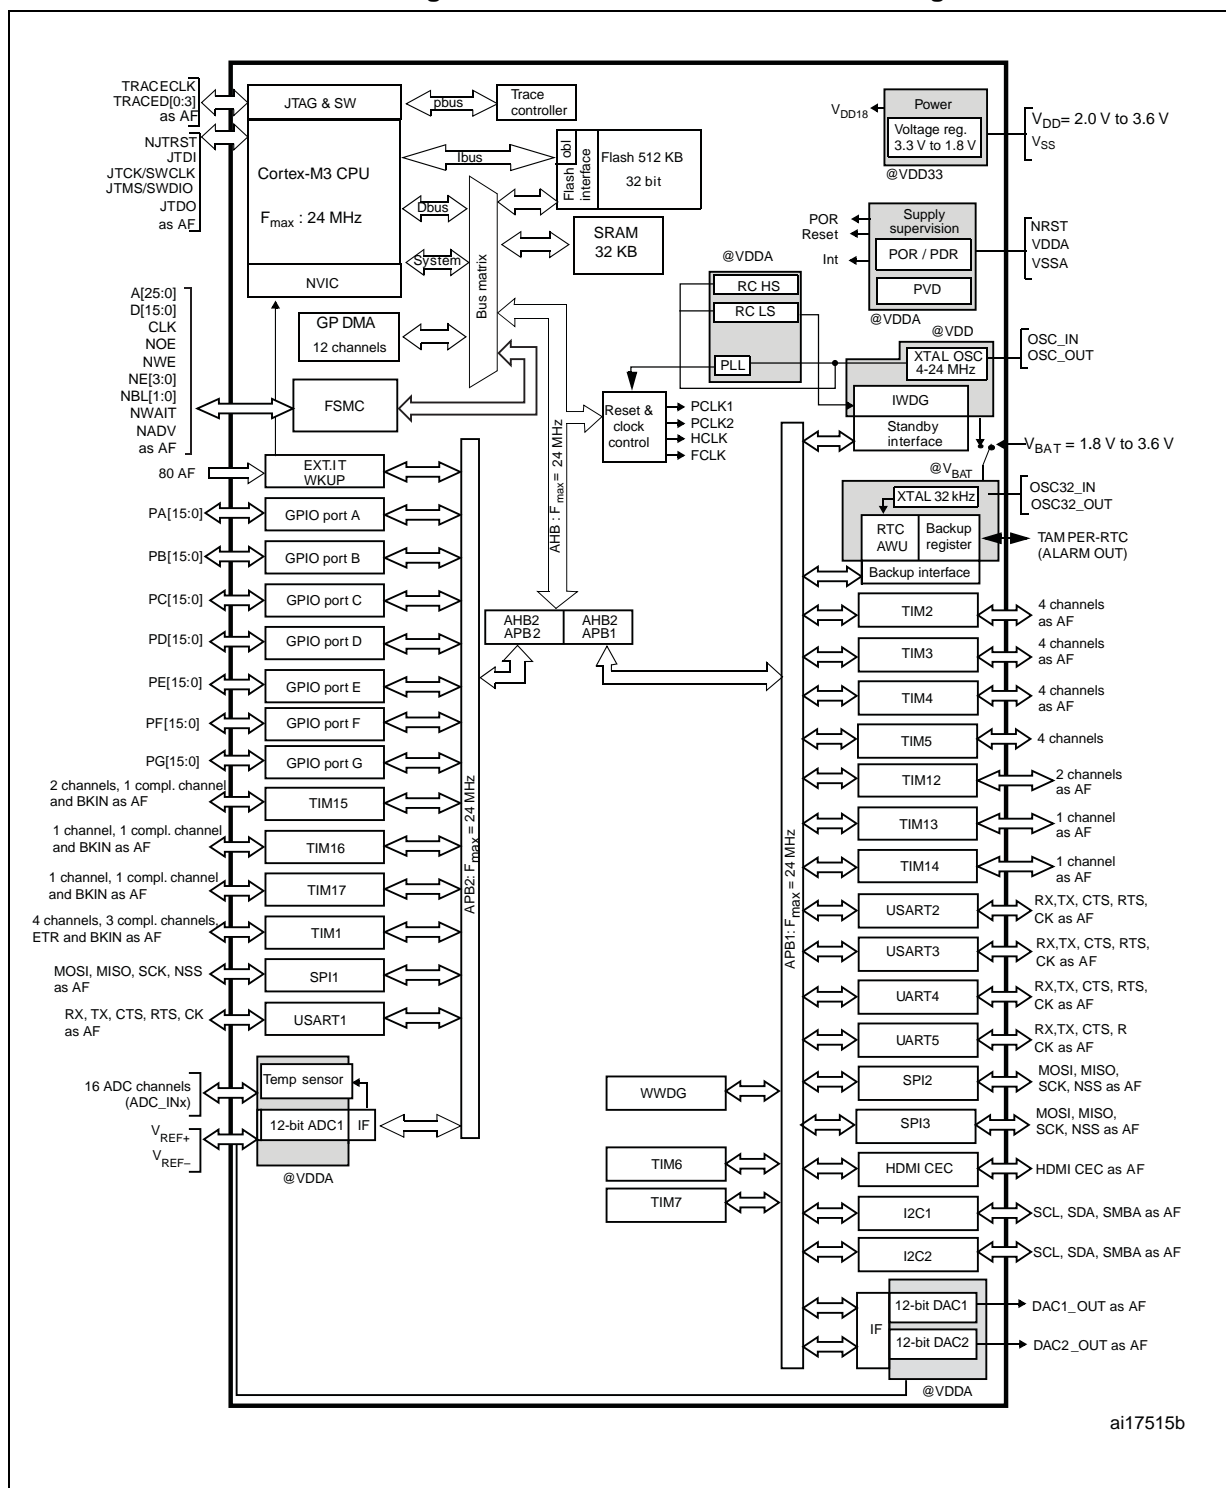 TRACECLK
TRACED[0:3]
as AF
JTAG & SW
pbus
Trace
controller
NJTRST
JTDI
JTCK/SWCLK
JTMS/SWDIO
JTDO
as AF
Cortex-M3 CPU
Fmax : 24 MHz
NVIC
Ibus
Dbus
System
Flash obl
interface
Flash 512 KB
32 bit
SRAM
32 KB
Bus matrix
GP DMA
12 channels
A[25:0]
D[15:0]
CLK
NOE
NWE
NE[3:0]
NBL[1:0]
NWAIT
NADV
as AF
FSMC
VDD18
Power
Voltage reg.
3.3 V to 1.8 V
@VDD33
VDD= 2.0 V to 3.6 V
VSS
POR
Reset
Int
Supply
supervision
POR / PDR
PVD
@VDDA
NRST
VDDA
VSSA
@VDDA
RC HS
RC LS
PLL
@VDD
XTAL OSC
4-24 MHz
OSC_IN
OSC_OUT
IWDG
Standby
interface
Reset &
clock
control
PCLK1
PCLK2
HCLK
FCLK
AHB : Fmax = 24 MHz
VBAT = 1.8 V to 3.6 V
@VBAT
XTAL 32 kHz
OSC32_IN
OSC32_OUT
RTC
AWU
Backup
register
Backup interface
TAMPER-RTC
(ALARM OUT)
80 AF
EXT.IT
WKUP
PA[15:0]
GPIO port A
PB[15:0]
GPIO port B
PC[15:0]
GPIO port C
PD[15:0]
GPIO port D
PE[15:0]
GPIO port E
PF[15:0]
GPIO port F
PG[15:0]
GPIO port G
2 channels, 1 compl. channel
and BKIN as AF
TIM15
1 channel, 1 compl. channel
and BKIN as AF
TIM16
1 channel, 1 compl. channel
and BKIN as AF
TIM17
4 channels, 3 compl. channels,
ETR and BKIN as AF
TIM1
MOSI, MISO, SCK, NSS
as AF
SPI1
RX, TX, CTS, RTS, CK
as AF
USART1
16 ADC channels
(ADC_INx)
Temp sensor
VREF+
VREF–
12-bit ADC1
IF
@VDDA
APB2: Fmax = 24 MHz
AHB2
APB2
AHB2
APB1
APB1: Fmax = 24 MHz
WWDG
TIM6
TIM7
TIM2
4 channels
as AF
TIM3
4 channels
as AF
TIM4
4 channels
as AF
TIM5
4 channels
TIM12
2 channels
as AF
TIM13
1 channel
as AF
TIM14
1 channel
as AF
USART2
RX,TX, CTS, RTS,
CK as AF
USART3
RX,TX, CTS, RTS,
CK as AF
UART4
RX,TX, CTS, RTS,
CK as AF
UART5
RX,TX, CTS, R
CK as AF
SPI2
MOSI, MISO,
SCK, NSS as AF
SPI3
MOSI, MISO,
SCK, NSS as AF
HDMI CEC
HDMI CEC as AF
I2C1
SCL, SDA, SMBA as AF
I2C2
SCL, SDA, SMBA as AF
IF
12-bit DAC1
DAC1_OUT as AF
12-bit DAC2
DAC2_OUT as AF
@VDDA
ai17515b